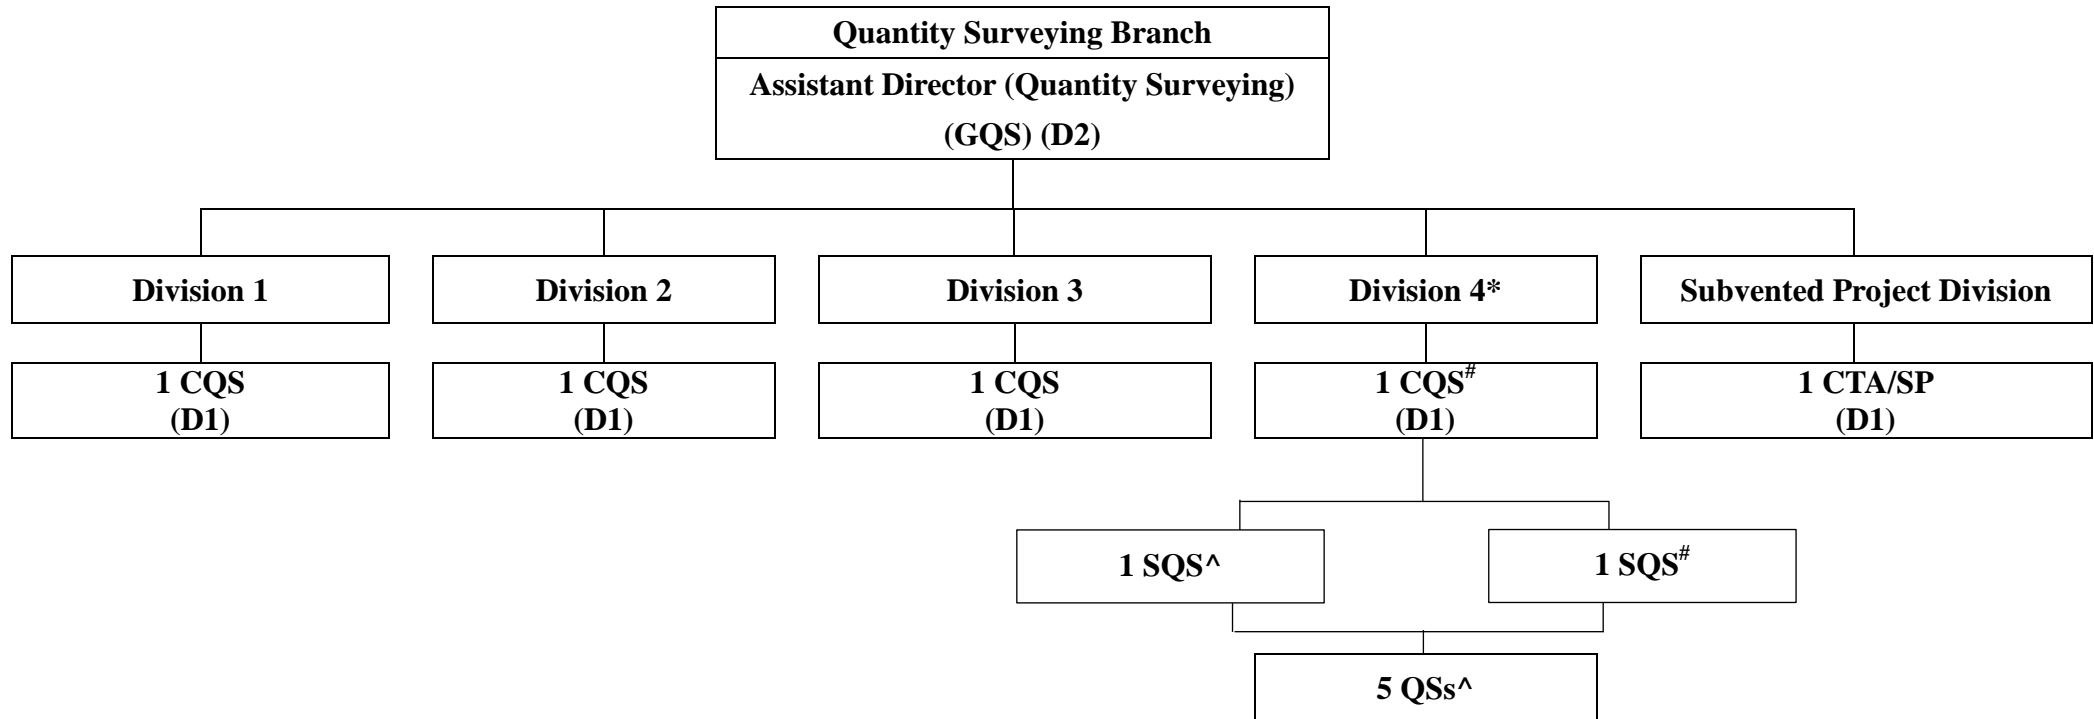 Quantity Surveying Branch
Assistant Director (Quantity Surveying)
(GQS) (D2)
Division 1
Division 2
Division 3
Division 4*
Subvented Project Division
1 CQS
(D1)
1 CQS
(D1)
1 CQS
(D1)
1 CQS#
(D1)
1 CTA/SP
(D1)
1 SQS^
1 SQS#
5 QSs^